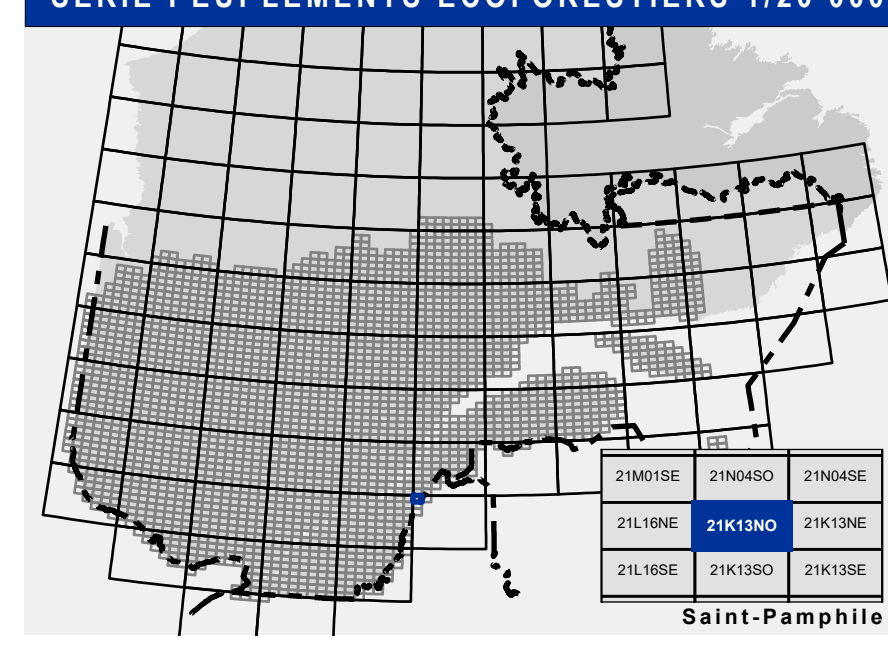 SÉRIE PEUPLEMENTS ÉCOFORESTIERS 1/20 000
21M01SE 21N04SO 21N04SE
21L16NE 21K13NO 21K13NE
21L16SE 21K13SO 21K13SE
Saint-Pamphile